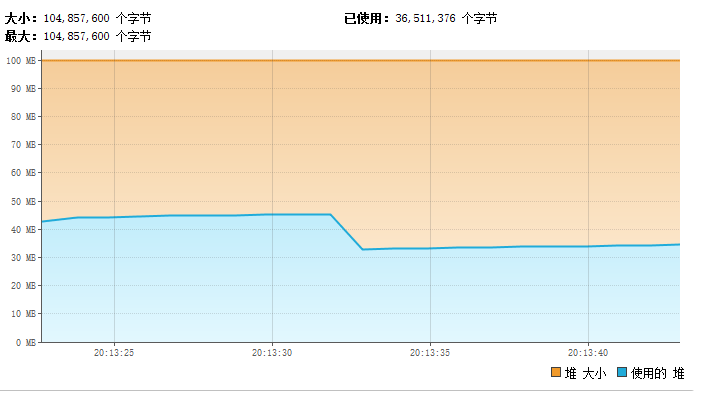 大小： 104,857,600 个字节 已使用： 36,511,376 个字节
最大： 104,857,600 个字节
100 MB
90 MB
80 MB
70 MB
60 MB
50 MB
40 MB
30 MB
20 MB
10 MB
0 MB
20:13:25 20:13:30 20:13:35 20:13:40
堆 大小 使用的 堆